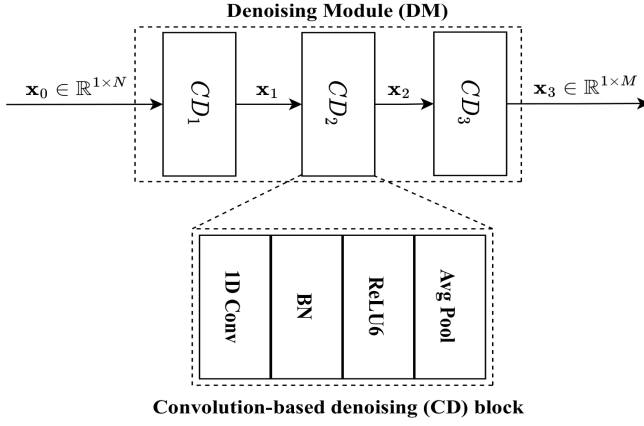 Denoising Module (DM)
x₀ ∈ ℝ^{1×N}
CD₁
x₁
CD₂
x₂
CD₃
x₃ ∈ ℝ^{1×M}
1D Conv
BN
ReLU6
Avg Pool
Convolution-based denoising (CD) block